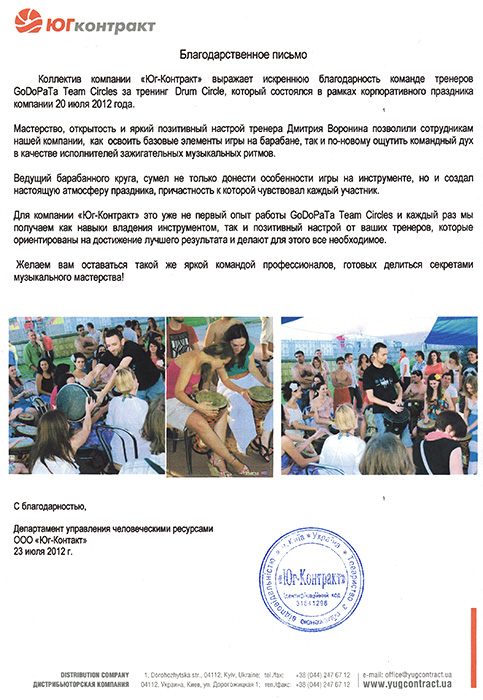 ЮГконтракт
Благодарственное письмо
Коллектив компании «Юг-Контракт» выражает искреннюю благодарность команде тренеров
GoDoPaTa Team Circles за тренинг Drum Circle, который состоялся в рамках корпоративного праздника
компании 20 июля 2012 года.
Мастерство, открытость и яркий позитивный настрой тренера Дмитрия Воронина позволили сотрудникам
нашей компании, как освоить базовые элементы игры на барабане, так и по-новому ощутить командный дух
в качестве исполнителей зажигательных музыкальных ритмов.
Ведущий барабанного круга, сумел не только донести особенности игры на инструменте, но и создал
настоящую атмосферу праздника, причастность к которой чувствовал каждый участник.
Для компании «Юг-Контракт» это уже не первый опыт работы GoDoPaTa Team Circles и каждый раз мы
получаем как навыки владения инструментом, так и позитивный настрой от ваших тренеров, которые
ориентированы на достижение лучшего результата и делают для этого все необходимое.
Желаем вам оставаться такой же яркой командой профессионалов, готовых делиться секретами
музыкального мастерства!
С благодарностью,
Департамент управления человеческими ресурсами
ООО «Юг-Контакт»
23 июля 2012 г.
м. Київ * Україна * Товариство з обмеженою відповідальністю
«Юг-Контракт»
Ідентифікаційний код
DISTRIBUTION COMPANY 1, Dorohozhytska str., 04112, Kyiv, Ukraine; tel./fax: +38 (044) 247 67 12 e-mail: office@yugcontract.ua
ДИСТРИБЬЮТОРСКАЯ КОМПАНИЯ 04112, Украина, Киев, ул. Дорогожицкая 1; тел./факс: +38 (044) 247 67 12 www.yugcontract.ua